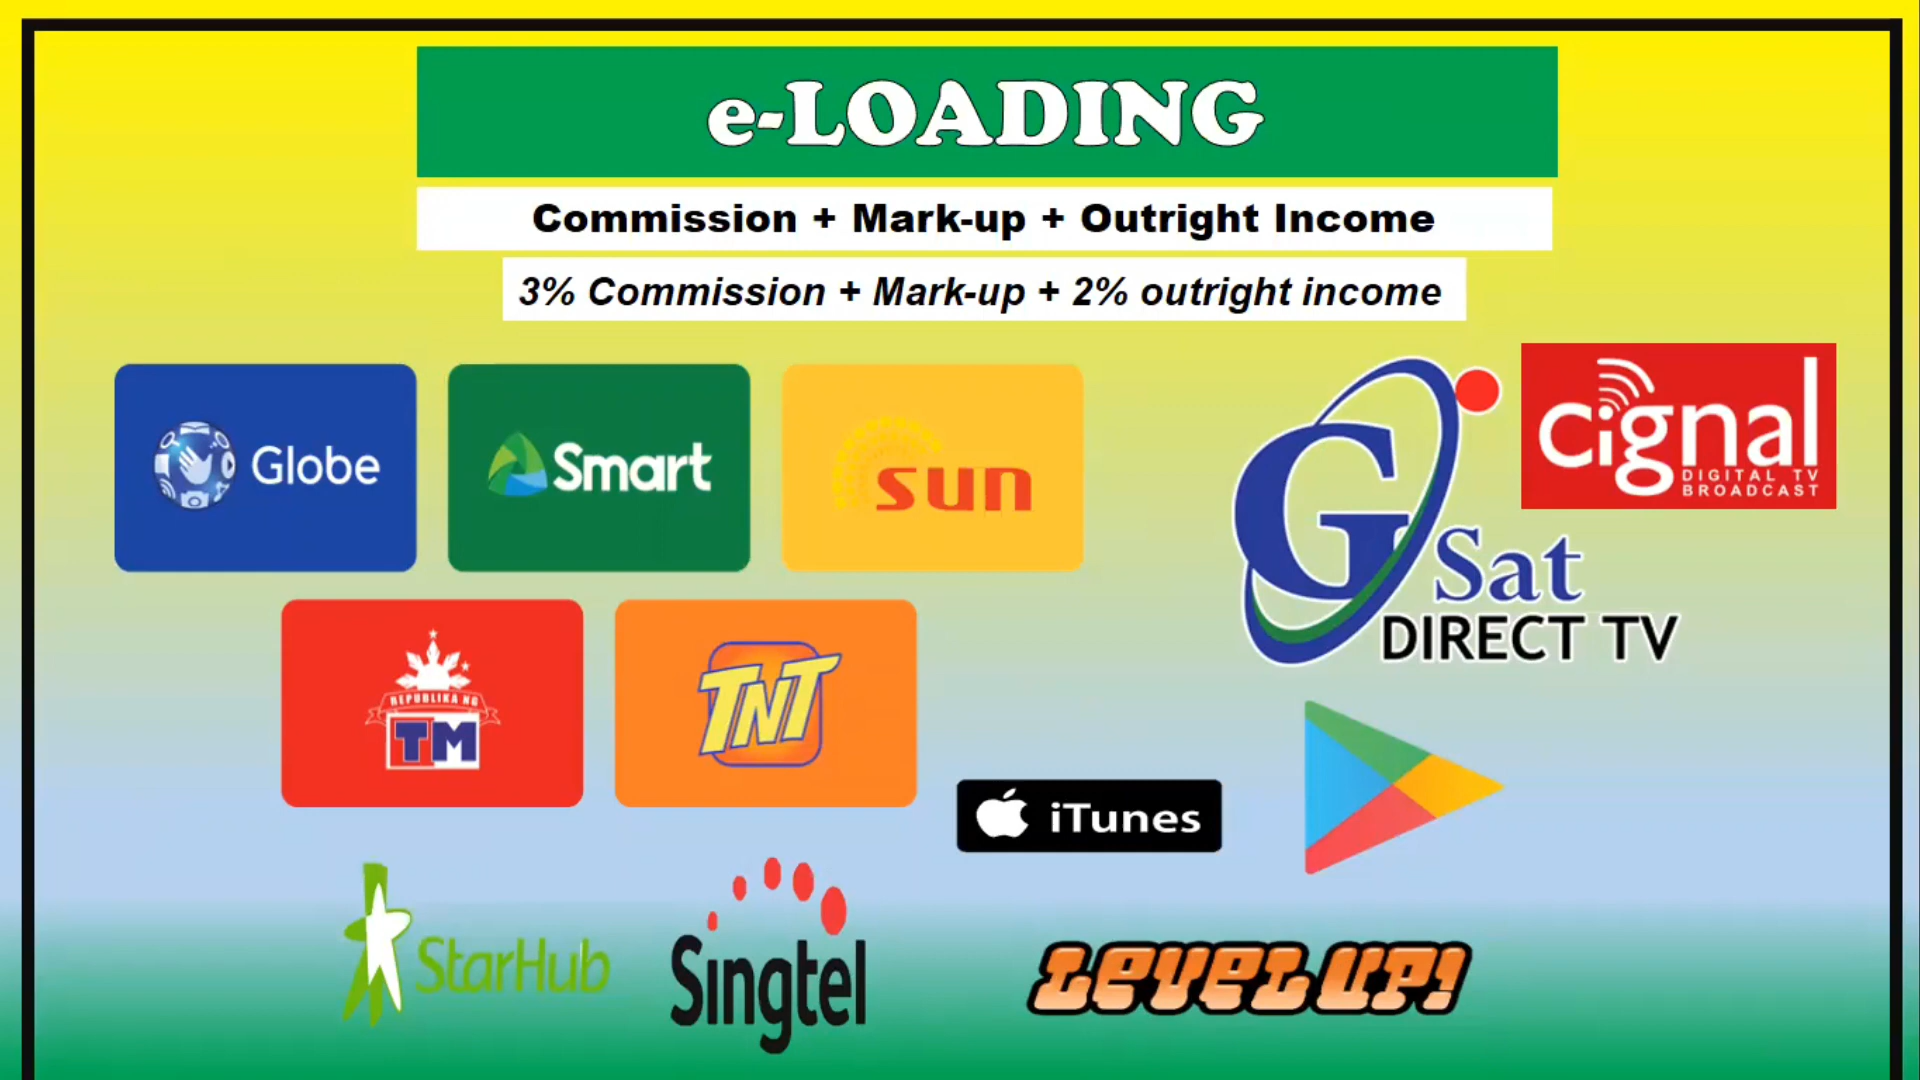 e-LOADING
Commission + Mark-up + Outright Income
3% Commission + Mark-up + 2% outright income
Globe
Smart
sun
cignal
DIGITAL TV
BROADCAST
G Sat
DIRECT TV
REPUBLIKA NG
TM
TNT
iTunes
StarHub
Singtel
LEVEL UP!